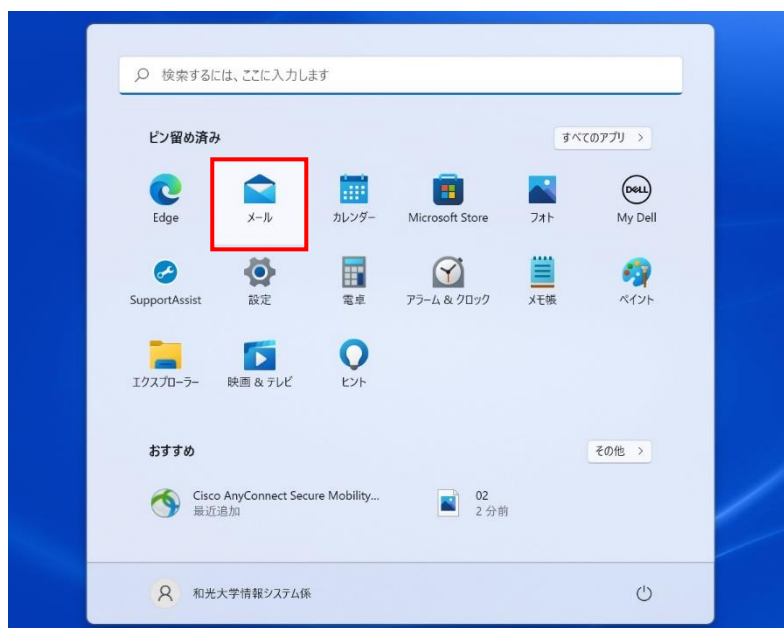 検索するには、ここに入力します
ピン留め済み
すべてのアプリ >
Edge
メール
カレンダー
Microsoft Store
フォト
DELL
My Dell
SupportAssist
設定
電卓
アラーム & クロック
メモ帳
ペイント
エクスプローラー
映画 & テレビ
ヒント
おすすめ
その他 >
Cisco AnyConnect Secure Mobility...
最近追加
02
2 分前
和光大学情報システム係